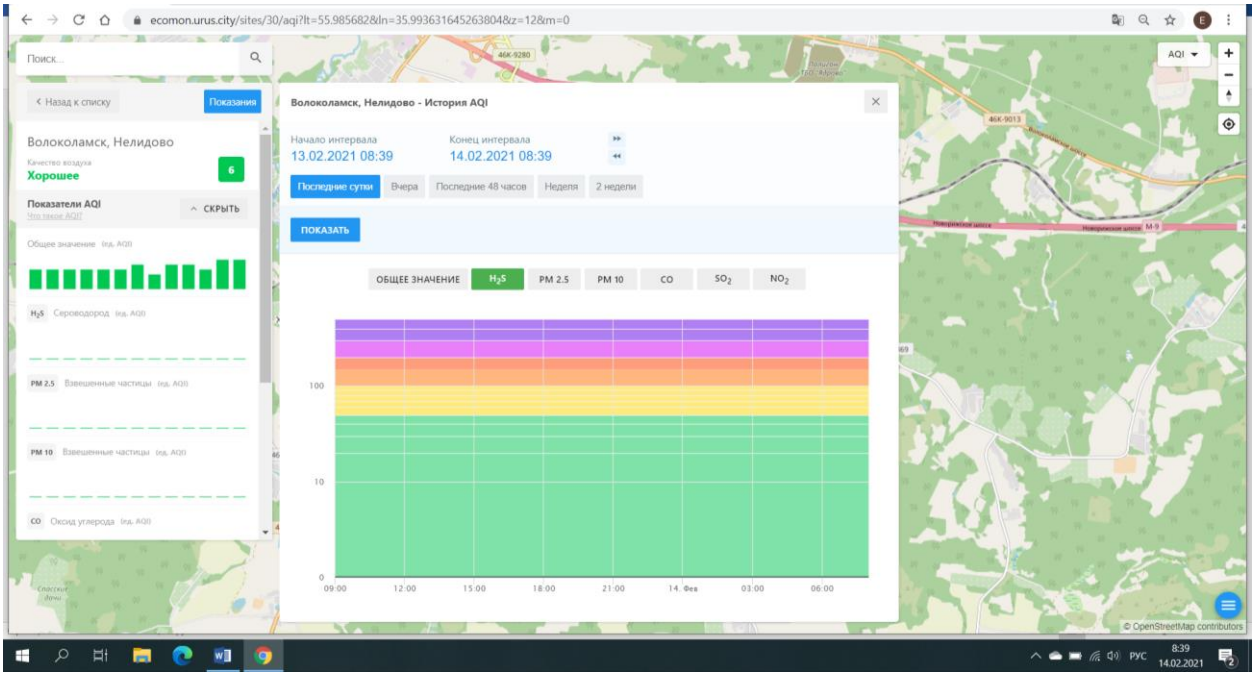 ecomon.urus.city/sites/30/aqi?lt=55.985682&ln=35.993631645263804&z=12&m=0
E
Поиск...
46К-9280
AQI
< Назад к списку
Показания
Волоколамск, Нелидово
Качество воздуха
Хорошее
6
Показатели AQI
Что такое AQI?
СКРЫТЬ
Общее значение (ед. AQI)
H₂S Сероводород (ед. AQI)
PM 2.5 Взвешенные частицы (ед. AQI)
PM 10 Взвешенные частицы (ед. AQI)
CO Оксид углерода (ед. AQI)
Волоколамск, Нелидово - История AQI
Начало интервала
Конец интервала
13.02.2021 08:39
14.02.2021 08:39
Последние сутки
Вчера
Последние 48 часов
Неделя
2 недели
ПОКАЗАТЬ
ОБЩЕЕ ЗНАЧЕНИЕ
H₂S
PM 2.5
PM 10
CO
SO₂
NO₂
100
10
0
09:00
12:00
15:00
18:00
21:00
14. Фев
03:00
06:00
46К-9013
Волоколамское шоссе
Новорижское шоссе
Новорижское шоссе
М-9
© OpenStreetMap contributors
РУС
8:39
14.02.2021
2